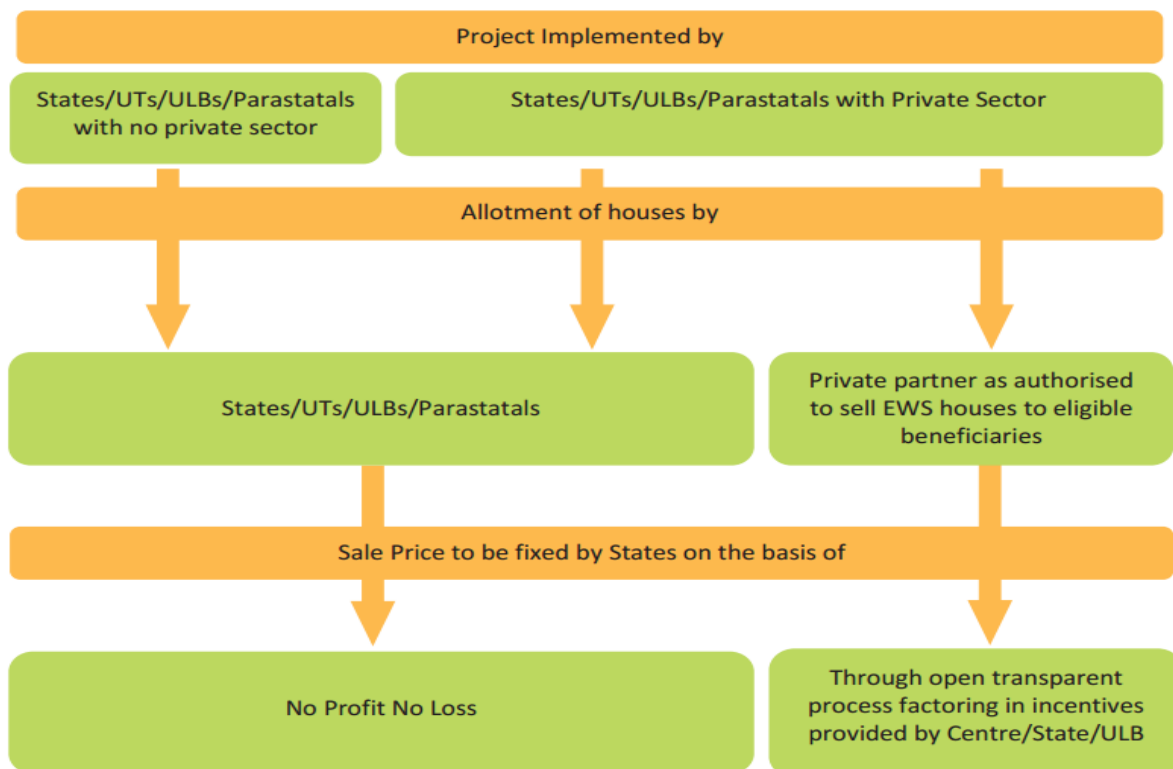 Project Implemented by
States/UTs/ULBs/Parastatals
with no private sector
States/UTs/ULBs/Parastatals with Private Sector
Allotment of houses by
States/UTs/ULBs/Parastatals
Private partner as authorised
to sell EWS houses to eligible
beneficiaries
Sale Price to be fixed by States on the basis of
No Profit No Loss
Through open transparent
process factoring in incentives
provided by Centre/State/ULB